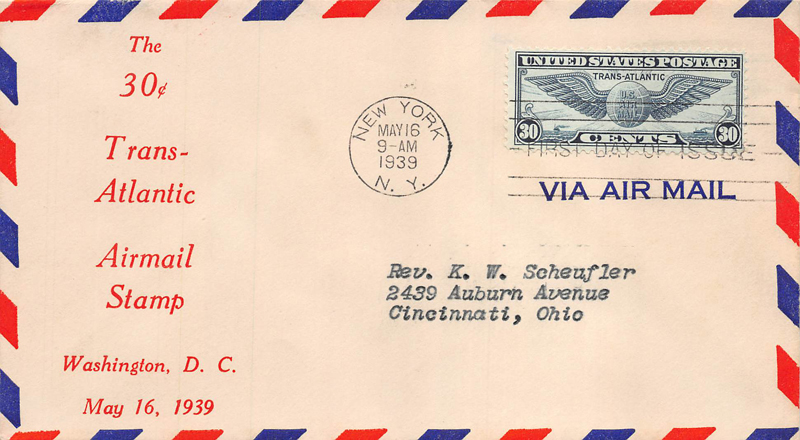 The
30¢
Trans-
Atlantic
Airmail
Stamp
Washington, D. C.
May 16, 1939
NEW YORK
MAY 16
9-AM
1939
N. Y.
UNITED STATES POSTAGE
TRANS-ATLANTIC
U.S.
AIR
MAIL
30 CENTS 30
FIRST DAY OF ISSUE
VIA AIR MAIL
Rev. K. W. Scheufler
2439 Auburn Avenue
Cincinnati, Ohio